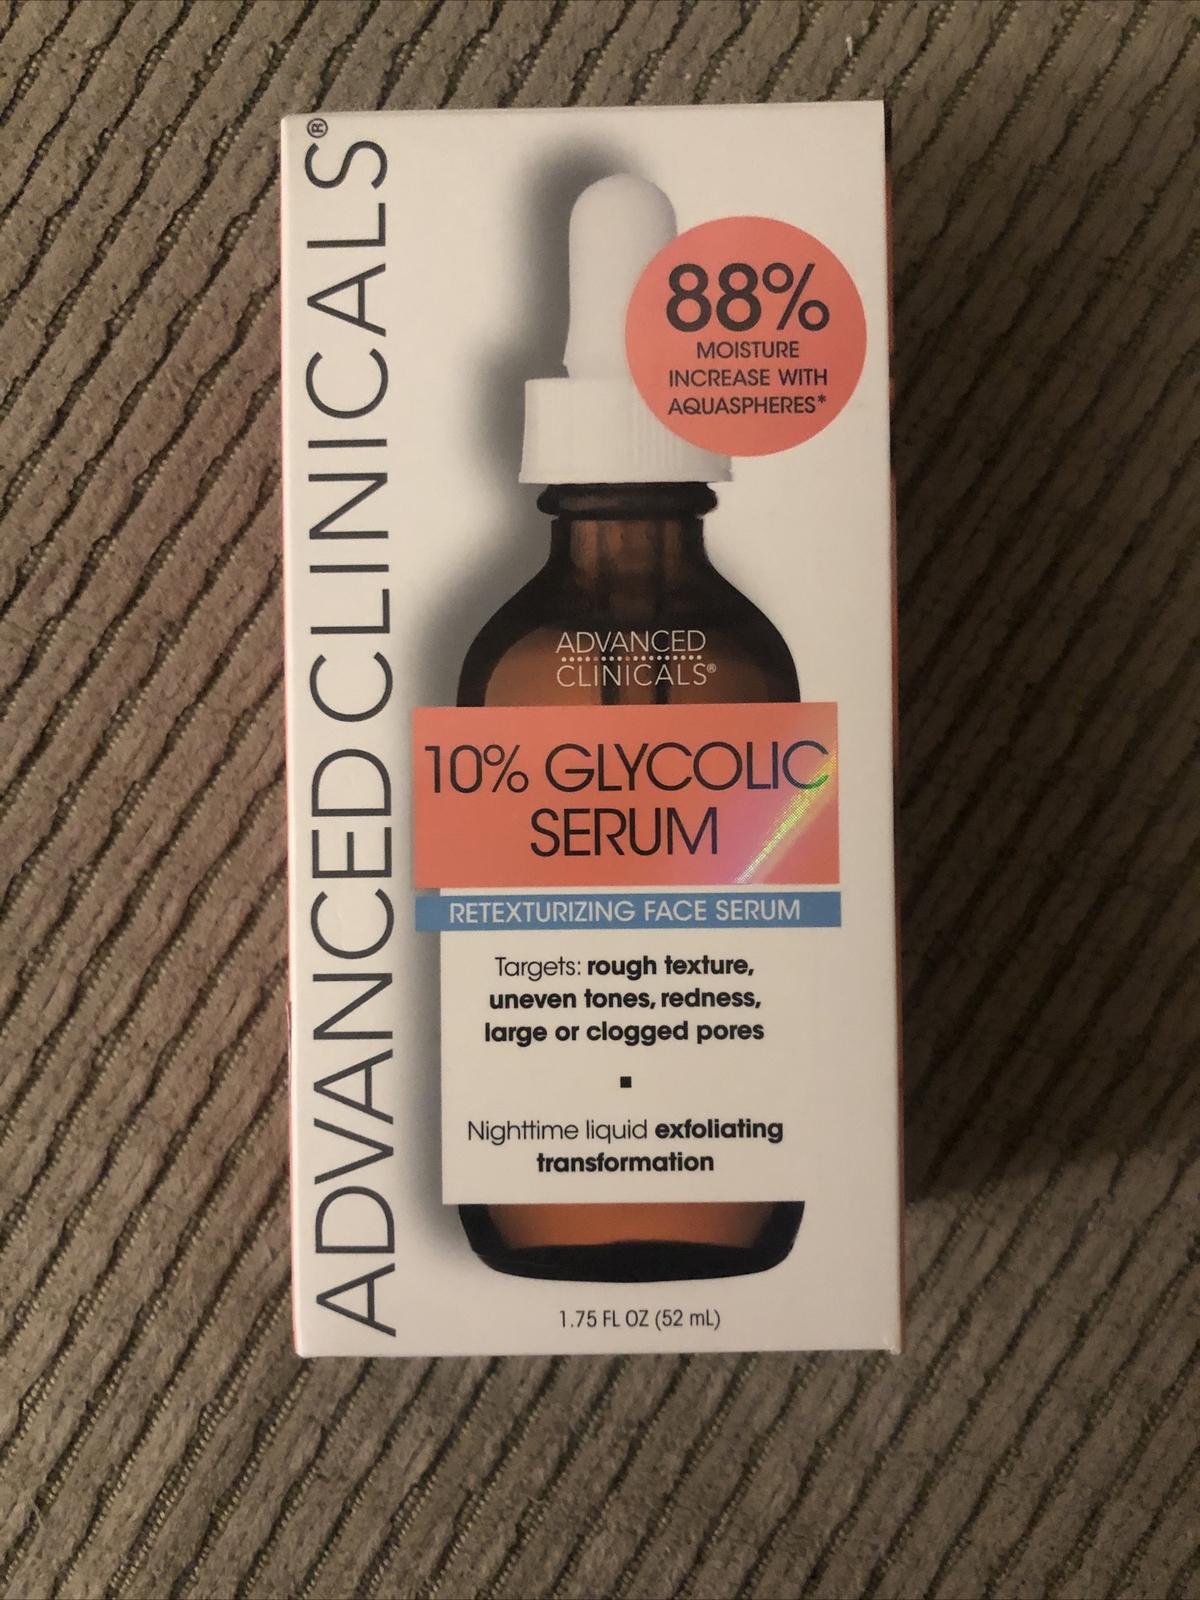 ADVANCED CLINICALS®
88%
MOISTURE
INCREASE WITH
AQUASPHERES*
ADVANCED
CLINICALS®
10% GLYCOLIC
SERUM
RETEXTURIZING FACE SERUM
Targets: rough texture,
uneven tones, redness,
large or clogged pores
Nighttime liquid exfoliating
transformation
1.75 FL OZ (52 mL)